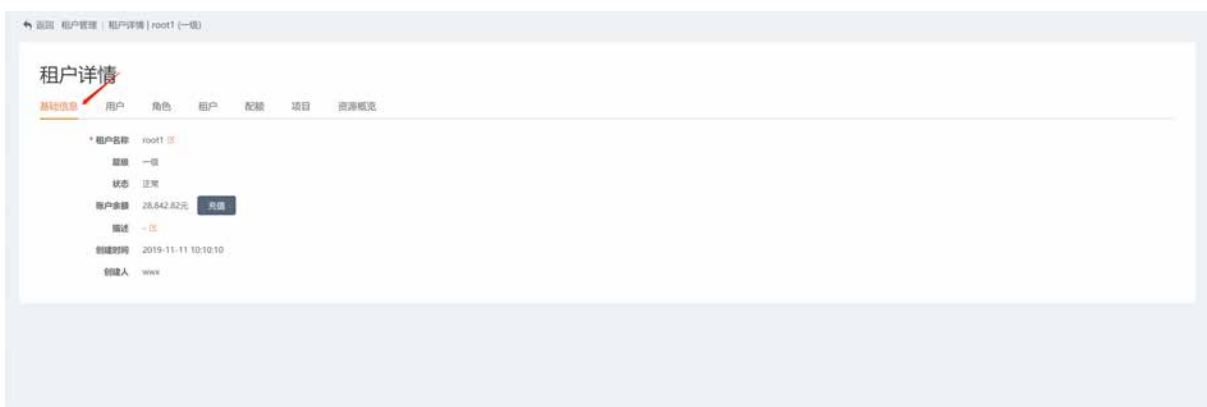 返回 租户管理 | 租户详情 | root1 (一级)
租户详情
基础信息 用户 角色 租户 配额 项目 资源概览
* 租户名称 root1
层级 一级
状态 正常
账户余额 28,842.82元 充值
描述 -
创建时间 2019-11-11 10:10:10
创建人 wwx